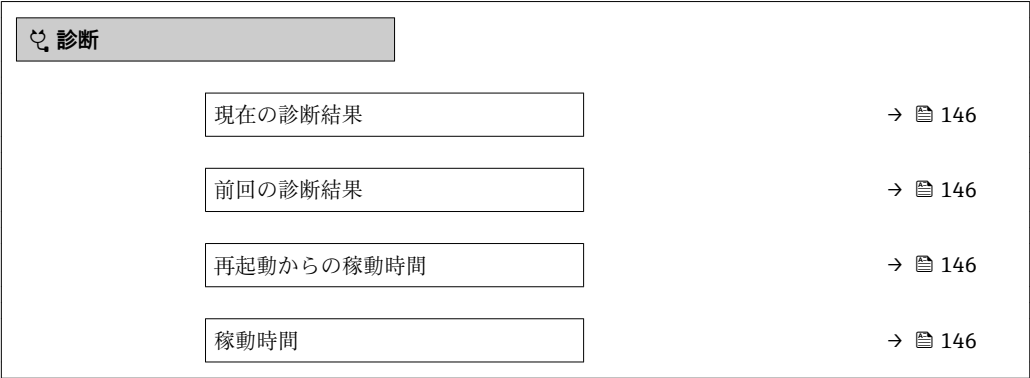 診断
現在の診断結果 → 146
前回の診断結果 → 146
再起動からの稼動時間 → 146
稼動時間 → 146